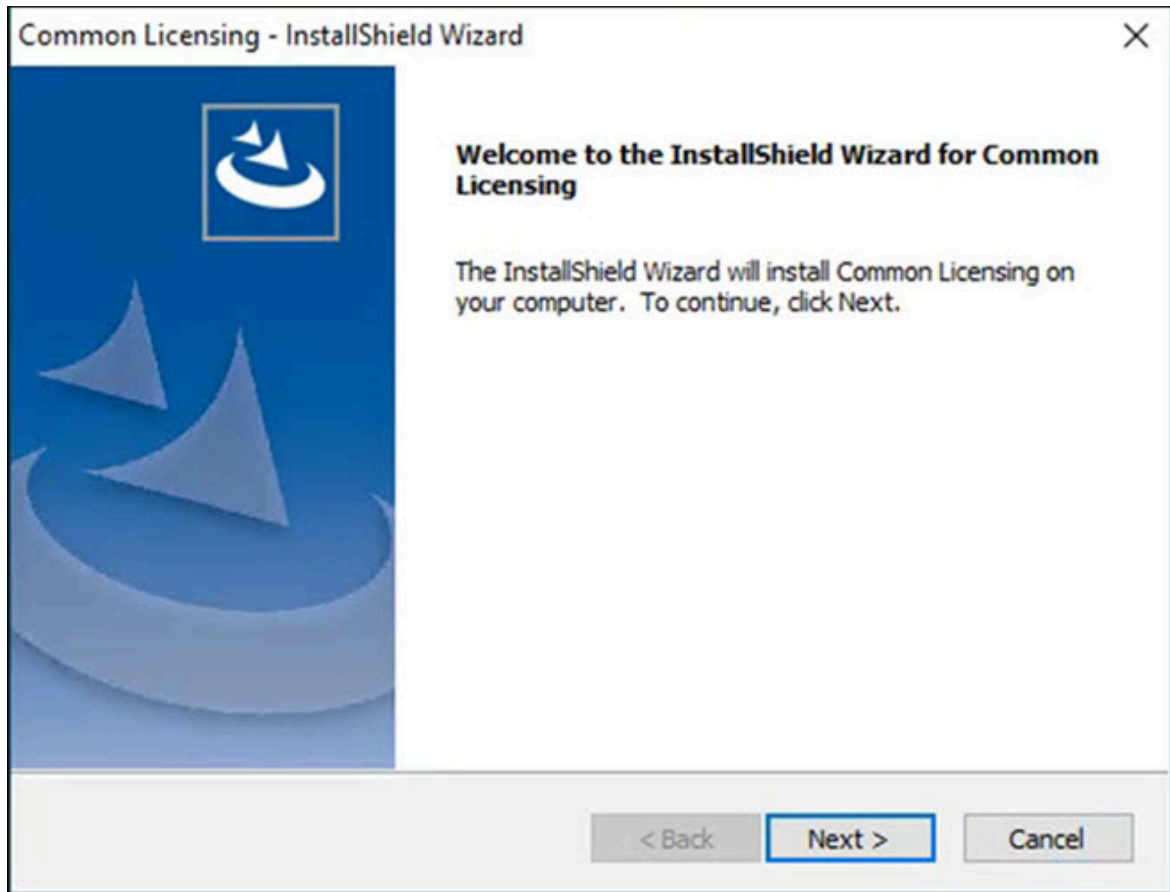 Common Licensing - InstallShield Wizard
Welcome to the InstallShield Wizard for Common
Licensing
The InstallShield Wizard will install Common Licensing on
your computer.  To continue, click Next.
< Back
Next >
Cancel